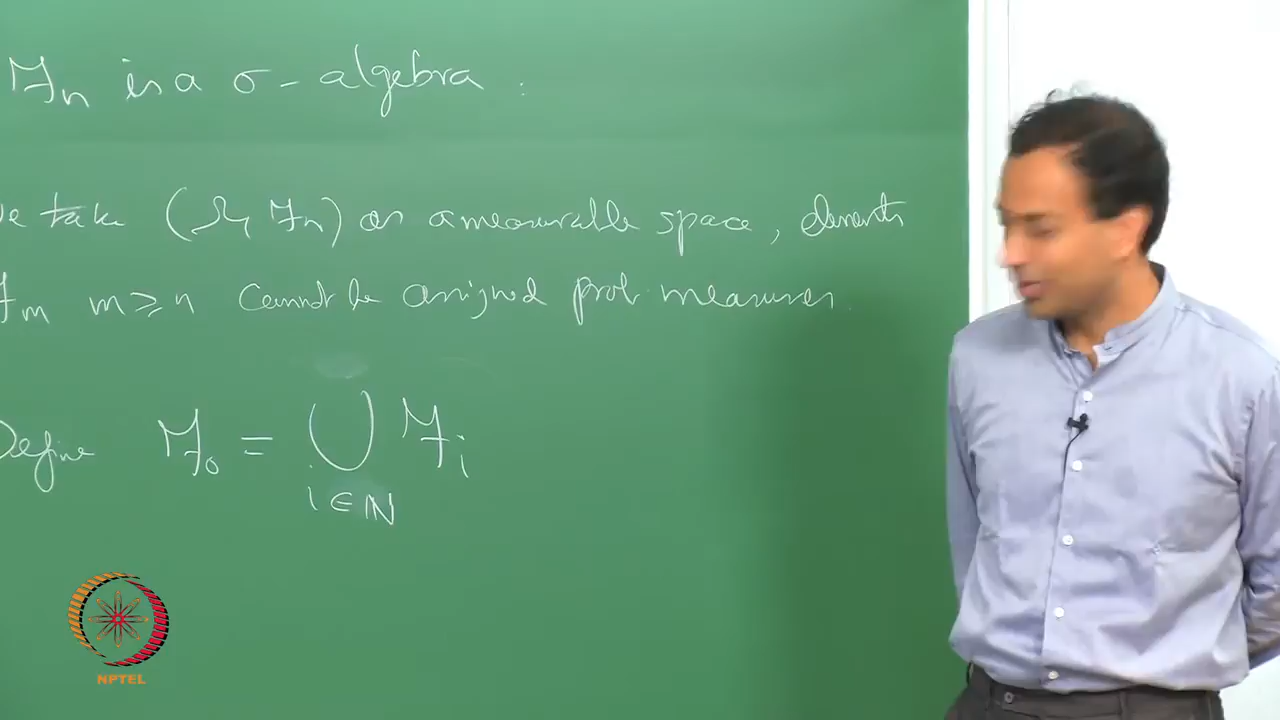 ℱn is a σ-algebra :
take (Ω, ℱn) as a measurable space, elements
ℱm m ≥ n cannot be assigned prob. measures.
Define ℱ₀ = ⋃ ℱi
i ∈ ℕ
NPTEL